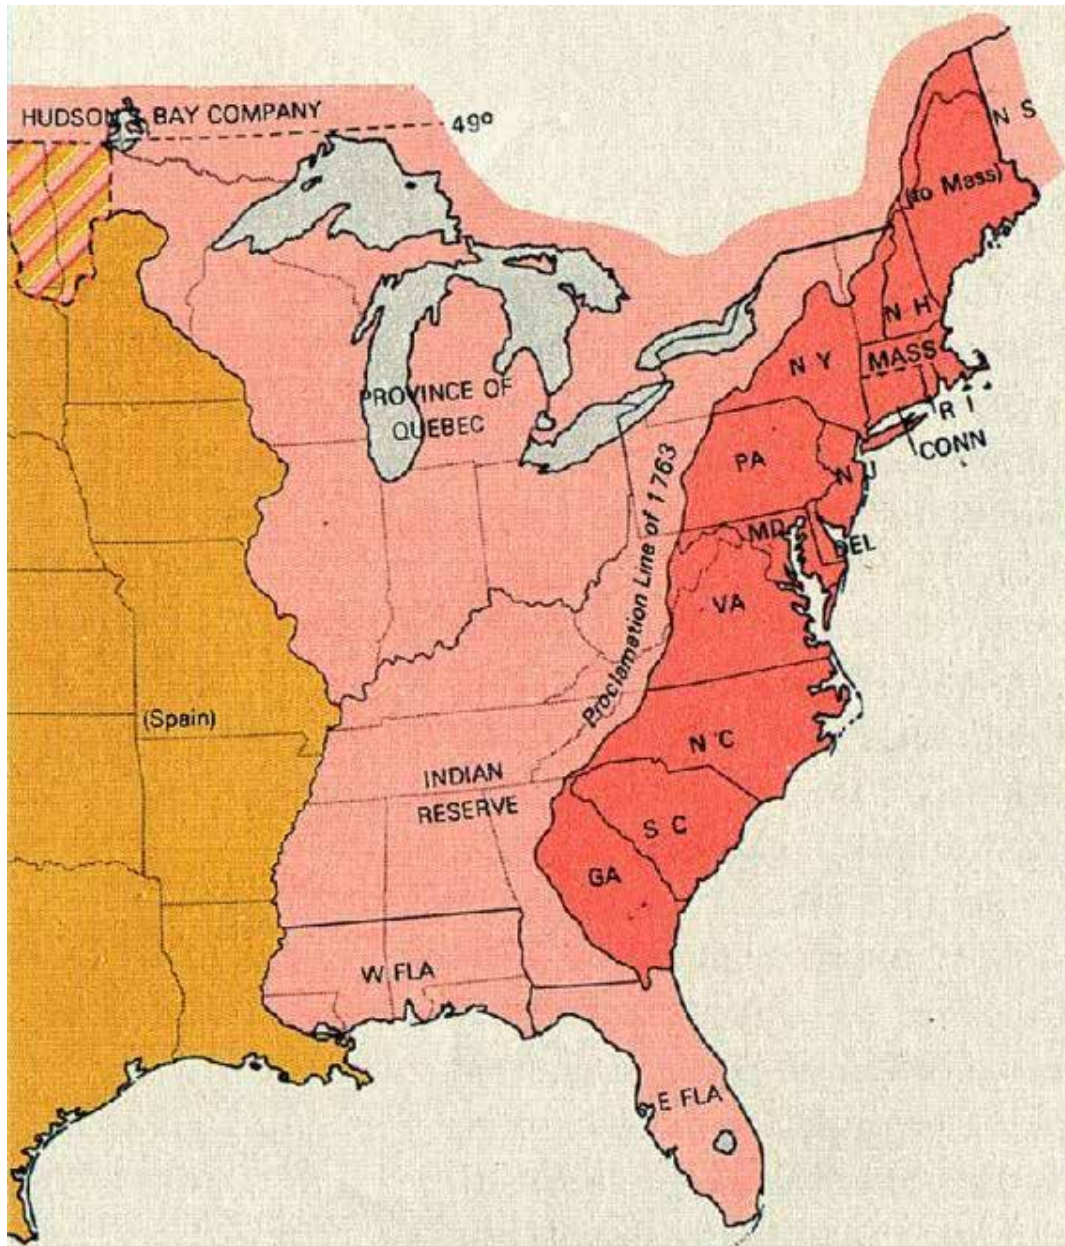 HUDSON'S BAY COMPANY
49º
N S
(to Mass)
N H
N Y
MASS
R I
CONN
PROVINCE OF
QUEBEC
PA
N J
Proclamation Line of 1763
MD
DEL
VA
(Spain)
N C
INDIAN
RESERVE
S C
GA
W FLA
E FLA